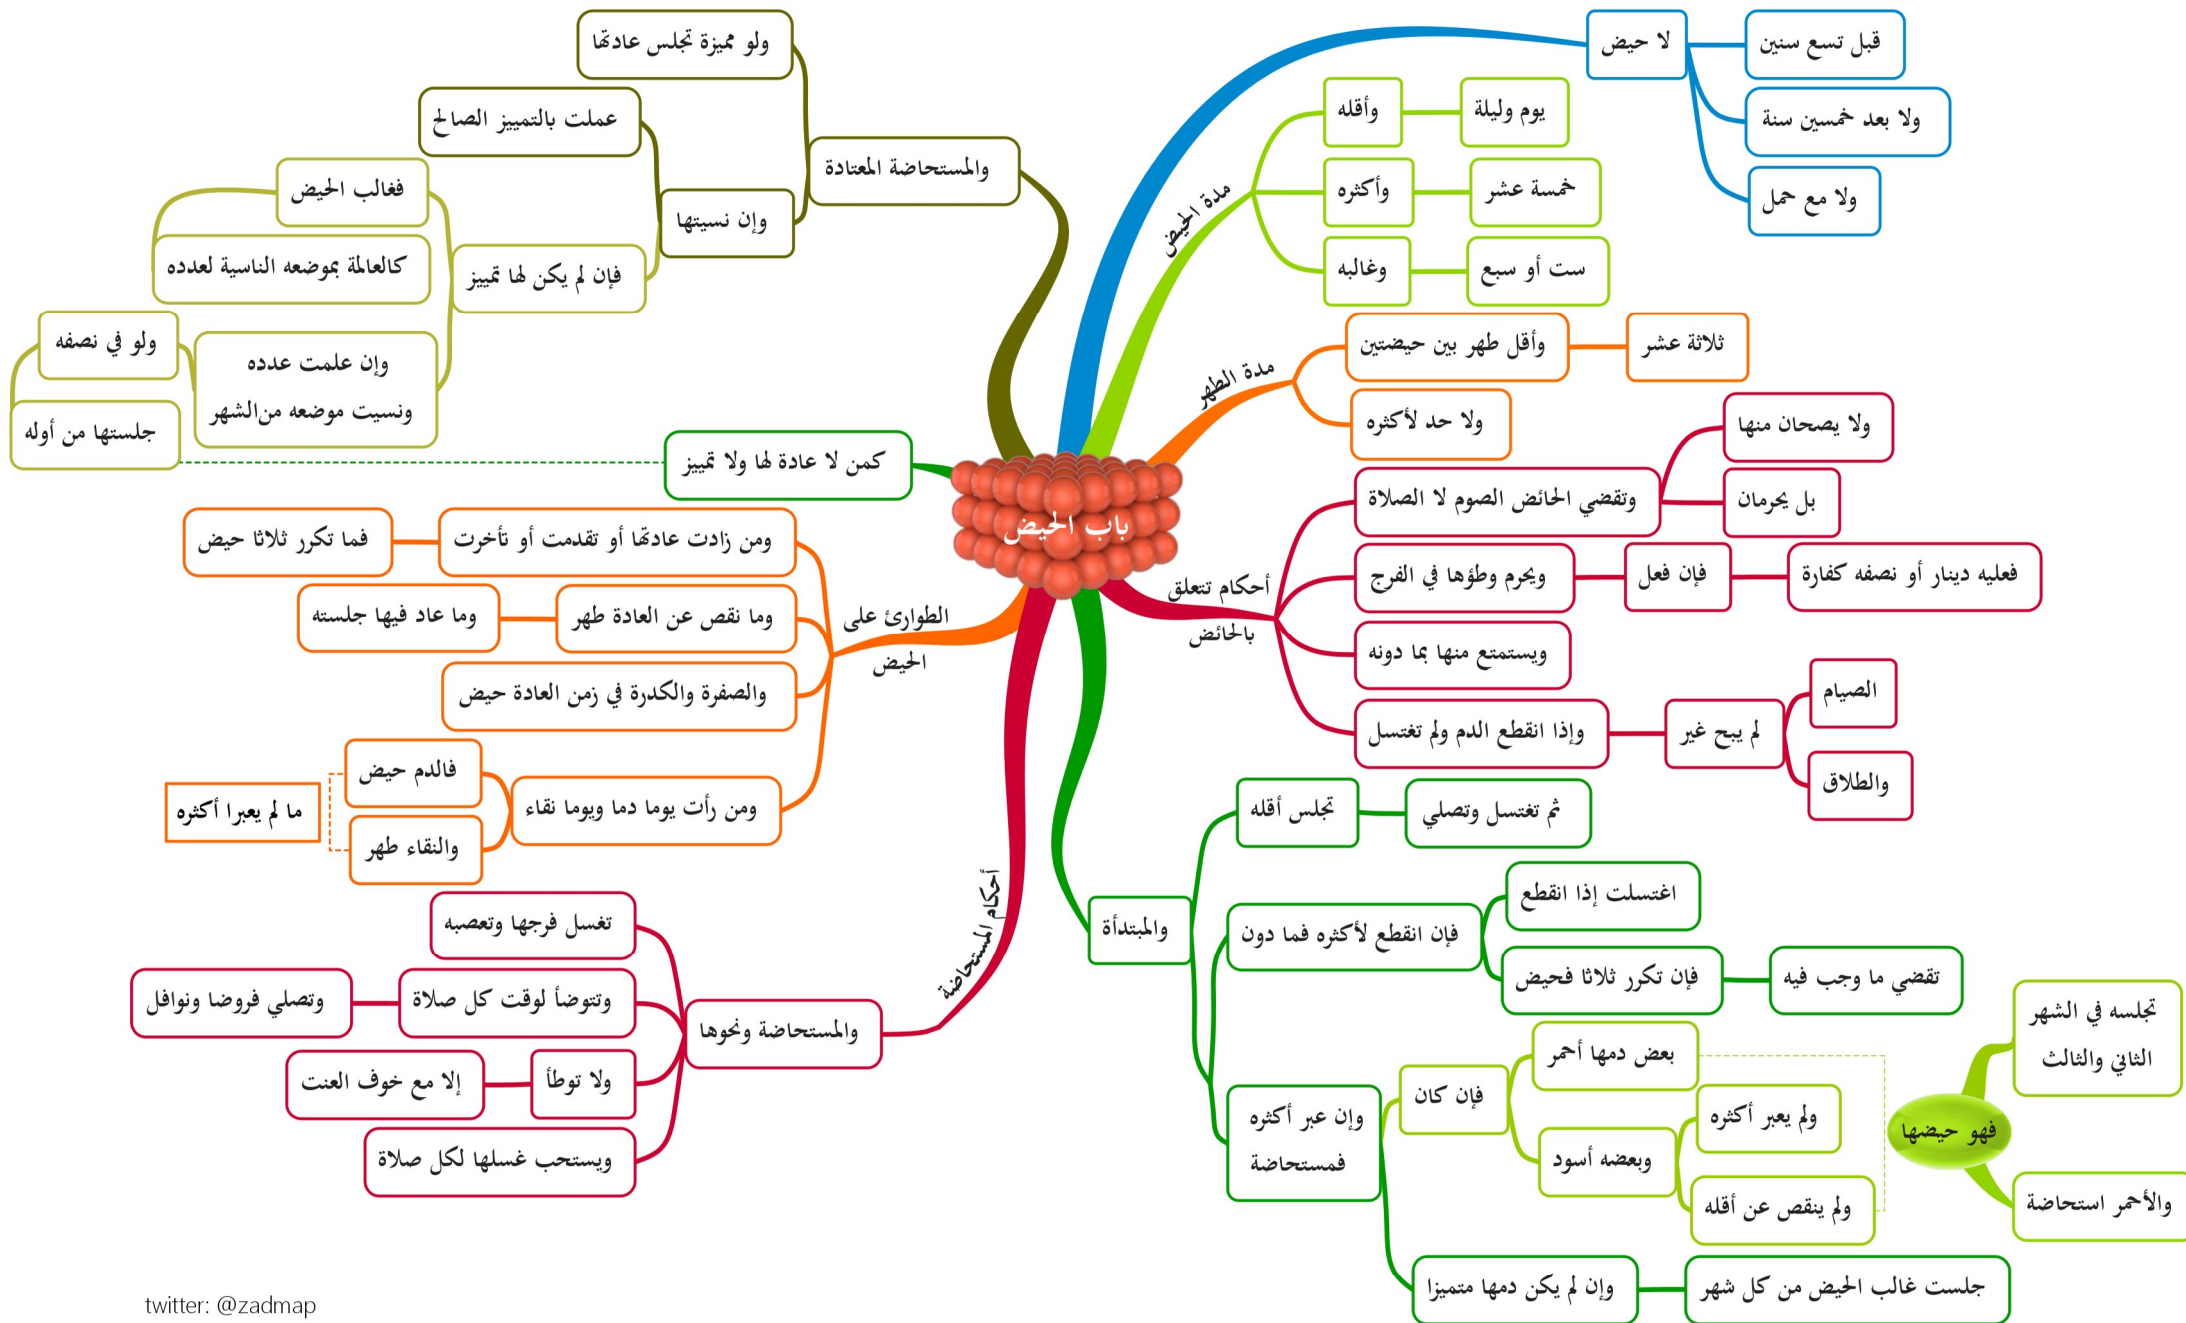 باب الحيض
لا حيض
قبل تسع سنين
ولا بعد خمسين سنة
ولا مع حمل
مدة الحيض
وأقله
يوم وليلة
وأكثره
خمسة عشر
وغالبه
ست أو سبع
مدة الطهر
وأقل طهر بين حيضتين
ثلاثة عشر
ولا حد لأكثره
أحكام تتعلق
بالحائض
وتقضي الحائض الصوم لا الصلاة
ولا يصحان منها
بل يحرمان
ويحرم وطؤها في الفرج
فإن فعل
فعليه دينار أو نصفه كفارة
ويستمتع منها بما دونه
وإذا انقطع الدم ولم تغتسل
لم يبح غير
الصيام
والطلاق
والمبتدأة
تجلس أقله
ثم تغتسل وتصلي
فإن انقطع لأكثره فما دون
اغتسلت إذا انقطع
فإن تكرر ثلاثا فحيض
تقضي ما وجب فيه
وإن عبر أكثره
فمستحاضة
فإن كان
بعض دمها أحمر
وبعضه أسود
ولم يعبر أكثره
ولم ينقص عن أقله
فهو حيضها
تجلسه في الشهر
الثاني والثالث
والأحمر استحاضة
وإن لم يكن دمها متميزا
جلست غالب الحيض من كل شهر
والمستحاضة المعتادة
ولو مميزة تجلس عادتها
وإن نسيتها
عملت بالتمييز الصالح
فإن لم يكن لها تمييز
فغالب الحيض
كالعالمة بموضعه الناسية لعدده
وإن علمت عدده
ونسيت موضعه من الشهر
ولو في نصفه
جلستها من أوله
كمن لا عادة لها ولا تمييز
الطوارئ على
الحيض
ومن زادت عادتها أو تقدمت أو تأخرت
فما تكرر ثلاثا حيض
وما نقص عن العادة طهر
وما عاد فيها جلسته
والصفرة والكدرة في زمن العادة حيض
ومن رأت يوما دما ويوما نقاء
فالدم حيض
والنقاء طهر
ما لم يعبرا أكثره
أحكام المستحاضة
والمستحاضة ونحوها
تغسل فرجها وتعصبه
وتتوضأ لوقت كل صلاة
وتصلي فروضا ونوافل
ولا توطأ
إلا مع خوف العنت
ويستحب غسلها لكل صلاة
twitter: @zadmap